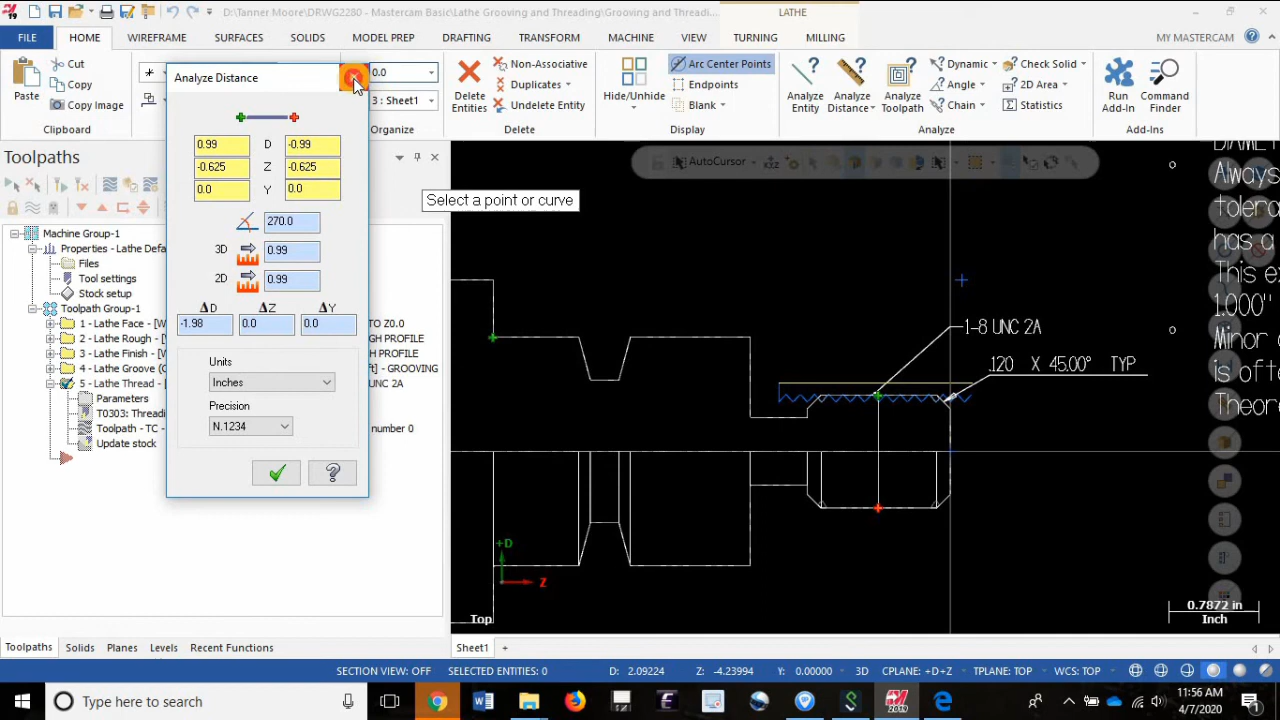 19
D:\Tanner Moore\DRWG2280 - Mastercam Basic\Lathe Grooving and Threading\Grooving and Threadi...
LATHE
FILE
HOME
WIREFRAME
SURFACES
SOLIDS
MODEL PREP
DRAFTING
TRANSFORM
MACHINE
VIEW
TURNING
MILLING
MY MASTERCAM
Paste
Cut
Copy
Copy Image
Clipboard
0.0
3 : Sheet1
Organize
Delete Entities
Non-Associative
Duplicates
Undelete Entity
Delete
Hide/Unhide
Arc Center Points
Endpoints
Blank
Display
Analyze Entity
Analyze Distance
Analyze Toolpath
Dynamic
Angle
Chain
Check Solid
2D Area
Statistics
Analyze
Run Add-In
Command Finder
Add-Ins
Toolpaths
Machine Group-1
Properties - Lathe Defa
Files
Tool settings
Stock setup
Toolpath Group-1
1 - Lathe Face - [W
TO Z0.0
2 - Lathe Rough - [W
GH PROFILE
3 - Lathe Finish - [W
H PROFILE
4 - Lathe Groove (C
ft] - GROOVING
5 - Lathe Thread - [W
UNC 2A
Parameters
T0303: Threadi
Toolpath - TC -
number 0
Update stock
Analyze Distance
0.99 D -0.99
-0.625 Z -0.625
0.0 Y 0.0
270.0
3D 0.99
2D 0.99
ΔD ΔZ ΔY
-1.98 0.0 0.0
Units
Inches
Precision
N.1234
Select a point or curve
AutoCursor
XYZ
1-8 UNC 2A
.120 X 45.00° TYP
DIAMET
Always
tolera
has a
This ex
1.000"
Minor
is ofte
Theore
+D
Z
Top
0.7872 in
Inch
Toolpaths
Solids
Planes
Levels
Recent Functions
Sheet1
+
SECTION VIEW: OFF
SELECTED ENTITIES: 0
D: 2.09224
Z: -4.23994
Y: 0.00000
3D
CPLANE: +D+Z
TPLANE: TOP
WCS: TOP
Type here to search
2019
11:56 AM
4/7/2020
1